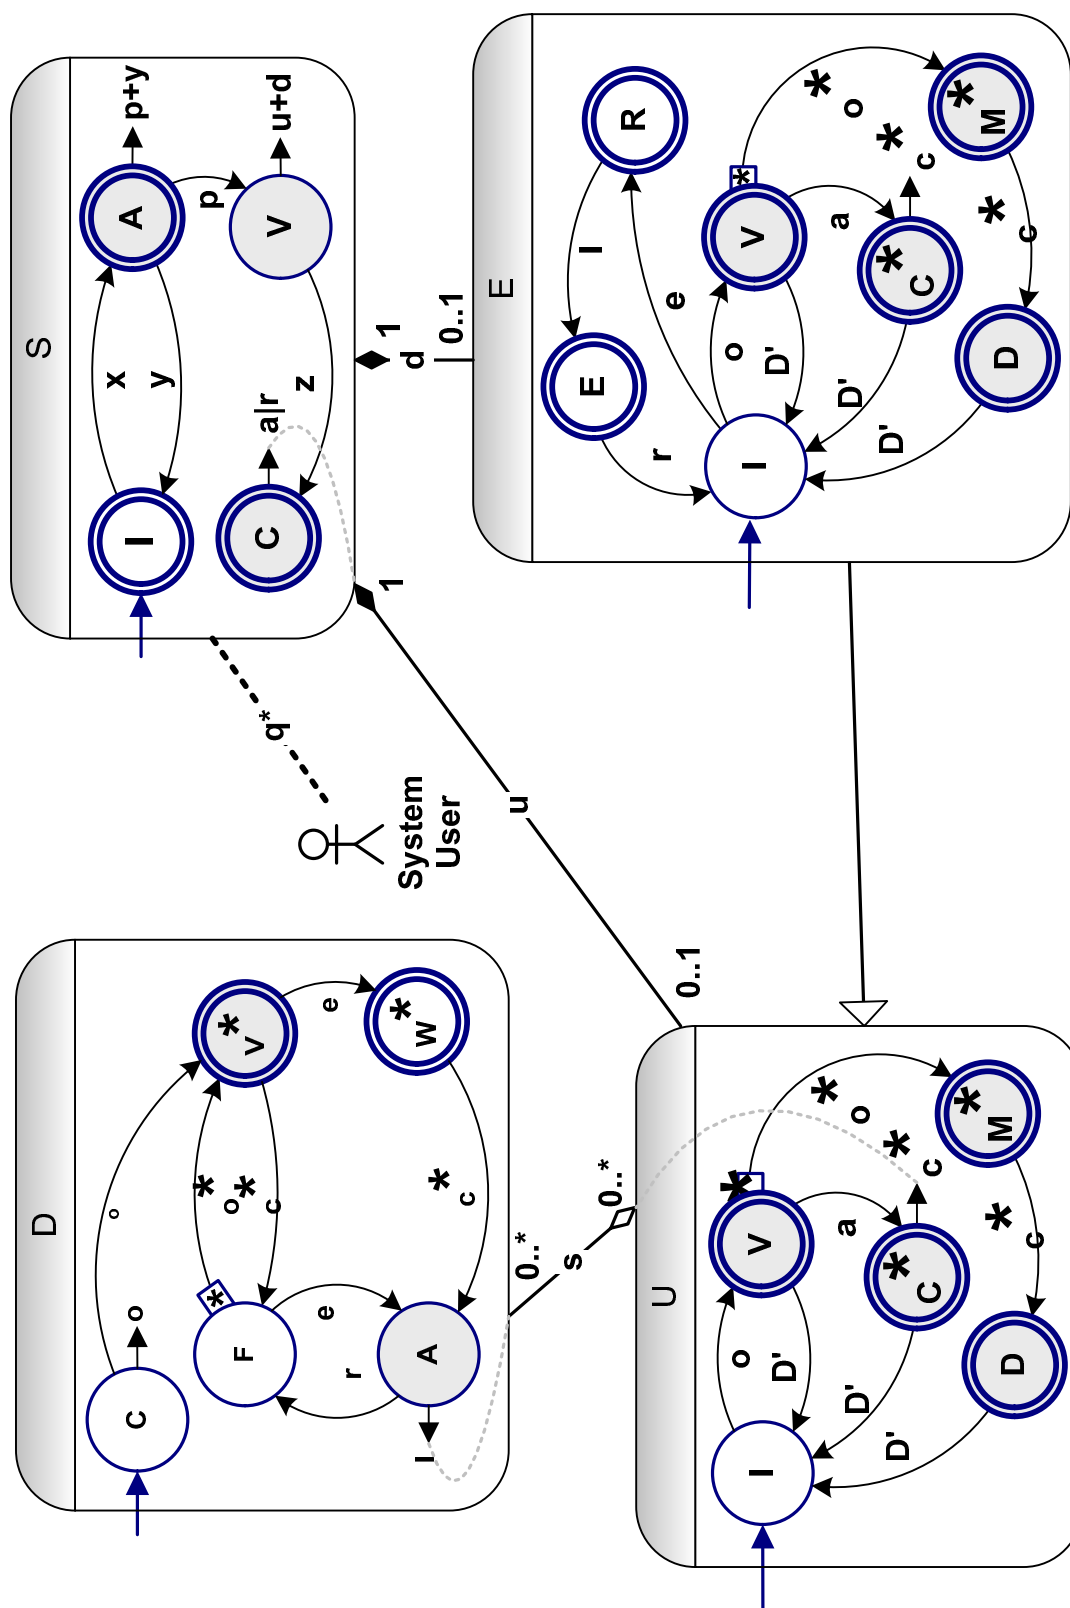 S
I
x
y
A
p+y
p
V
u+d
z
C
a|r
1
d
0..1
1
q*
System
User
E
R
l
E
r
e
I
o
D'
V
*
a
*
C
*
c
*
o
*
M
*
c
D
D'
D'
u
0..1
D
C
o
o
F
*
*
o
*
c
*
V
e
*
W
*
c
e
r
A
l
0..*
s
0..*
U
I
o
D'
V
*
a
*
C
*
c
*
o
*
M
*
c
D
D'
D'